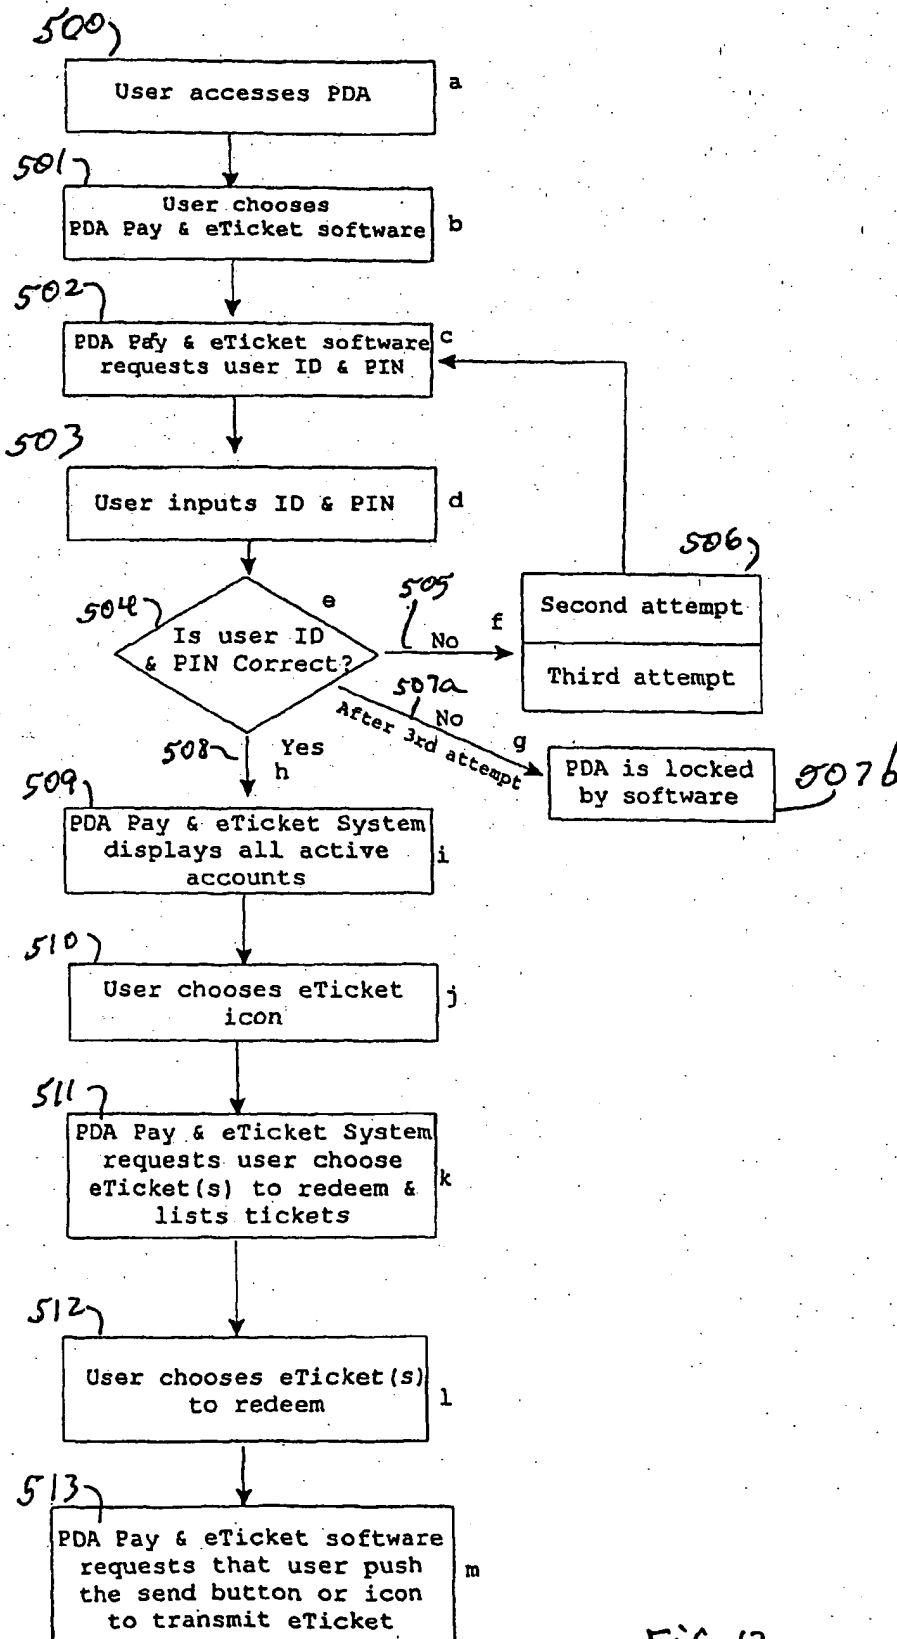 500
User accesses PDA
a
501
User chooses
PDA Pay & eTicket software
b
502
PDA Pay & eTicket software
requests user ID & PIN
c
503
User inputs ID & PIN
d
504
e
Is user ID
& PIN Correct?
505
No
f
506
Second attempt
Third attempt
507a
No
After 3rd attempt
g
PDA is locked
by software
507b
508
Yes
h
509
PDA Pay & eTicket System
displays all active
accounts
i
510
User chooses eTicket
icon
j
511
PDA Pay & eTicket System
requests user choose
eTicket(s) to redeem &
lists tickets
k
512
User chooses eTicket(s)
to redeem
l
513
PDA Pay & eTicket software
requests that user push
the send button or icon
to transmit eTicket
m